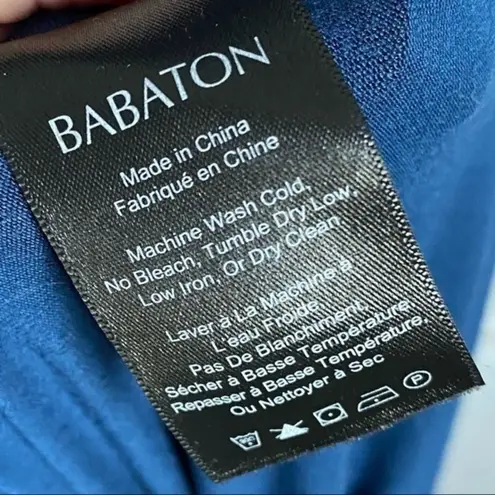 BABATON
Made in China
Fabriqué en Chine
Machine Wash Cold,
No Bleach, Tumble Dry Low,
Low Iron, Or Dry Clean
Laver à La Machine à
L'eau Froide,
Pas De Blanchiment,
Sécher à Basse Température
Repasser à Basse Température,
Ou Nettoyer à Sec